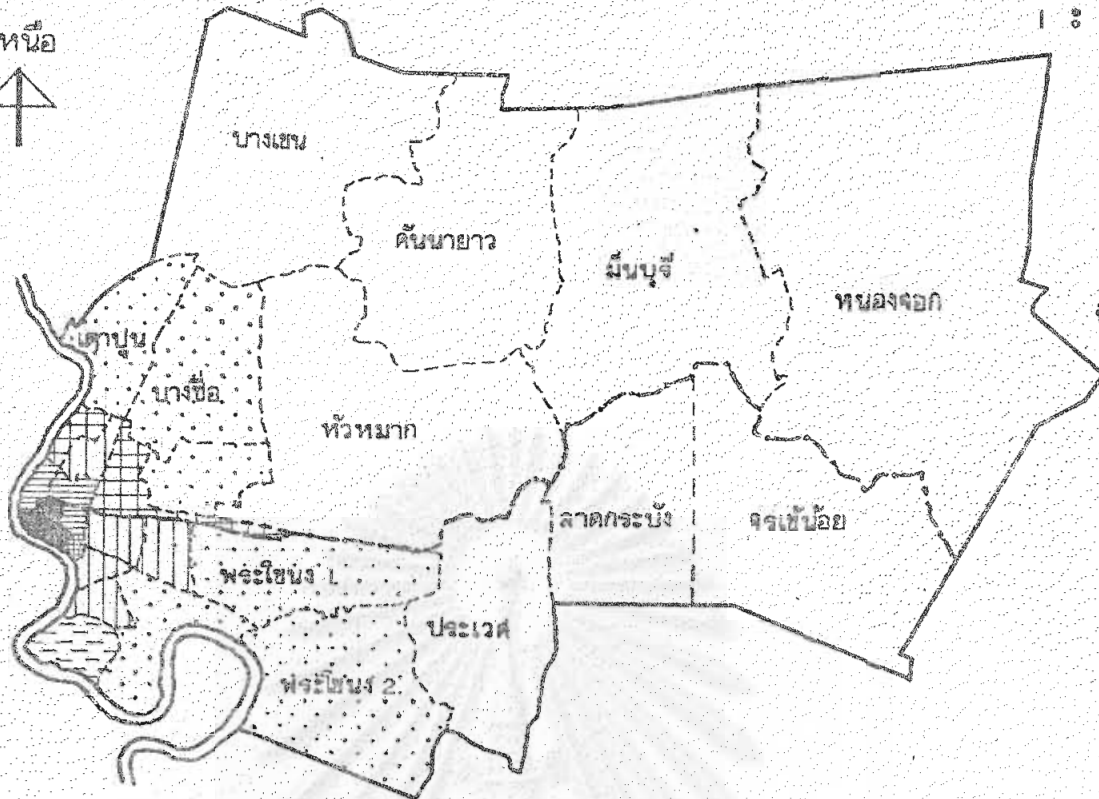 หนือ
1 :
บางเขน
คันนายาว
มีนบุรี
หนองจอก
เตาปูน
บางซื่อ
หัวหมาก
ลาดกระบัง
จรเข้น้อย
พระโขนง 1.
ประเวศ
พระโขนง 2.